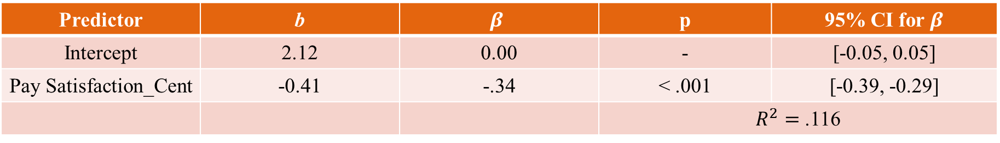 Predictor b β p 95% CI for β
Intercept 2.12 0.00 - [-0.05, 0.05]
Pay Satisfaction_Cent -0.41 -.34 < .001 [-0.39, -0.29]
R² = .116